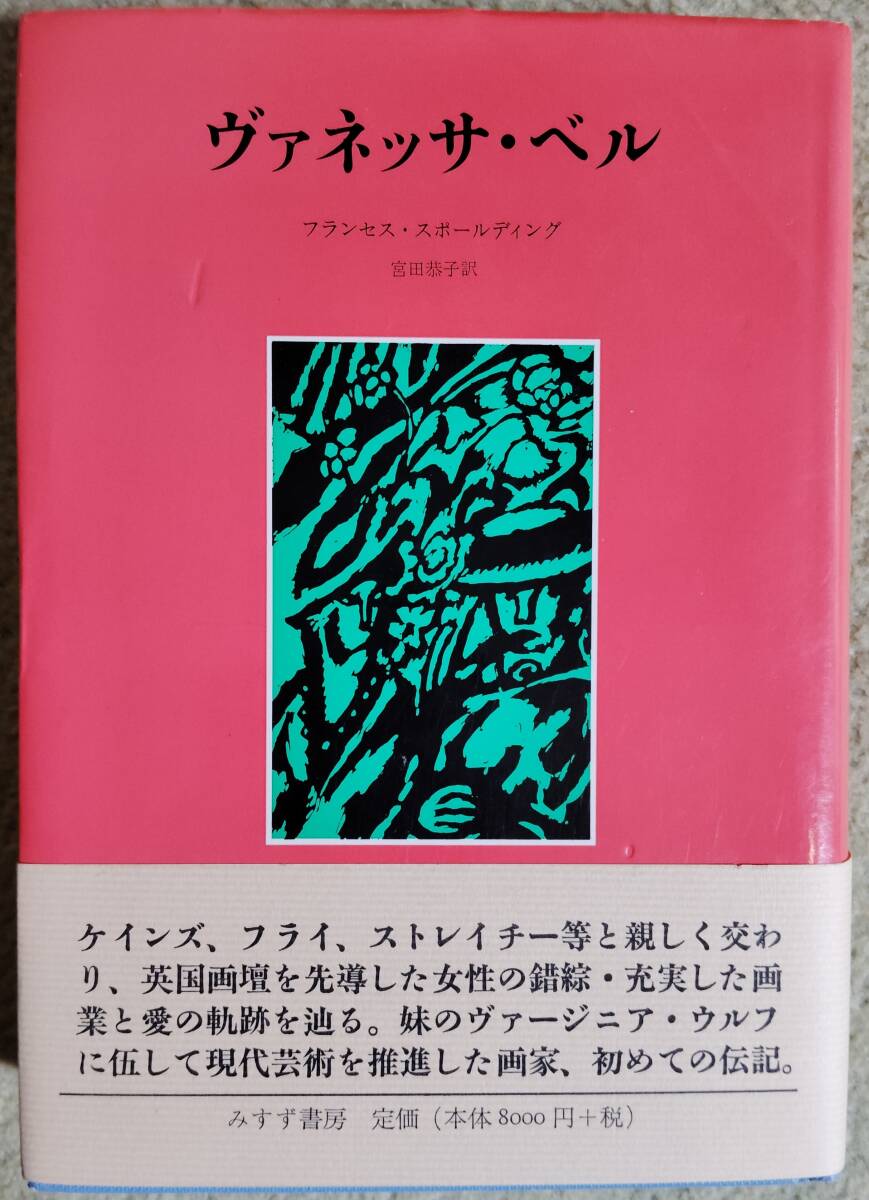 ヴァネッサ・ベル
フランセス・スポールディング
宮田恭子訳
ケインズ、フライ、ストレイチー等と親しく交わ
り、英国画壇を先導した女性の錯綜・充実した画
業と愛の軌跡を辿る。妹のヴァージニア・ウルフ
に伍して現代芸術を推進した画家、初めての伝記。
みすず書房　定価（本体8000円＋税）